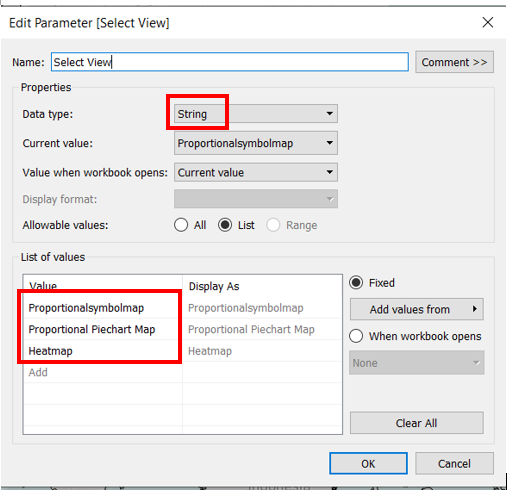 Edit Parameter [Select View]
Name: Select View Comment >>
Properties
Data type: String
Current value: Proportionalsymbolmap
Value when workbook opens: Current value
Display format:
Allowable values: All List Range
List of values
Value Display As
Proportionalsymbolmap Proportionalsymbolmap
Proportional Piechart Map Proportional Piechart Map
Heatmap Heatmap
Add
Fixed
Add values from
When workbook opens
None
Clear All
OK Cancel